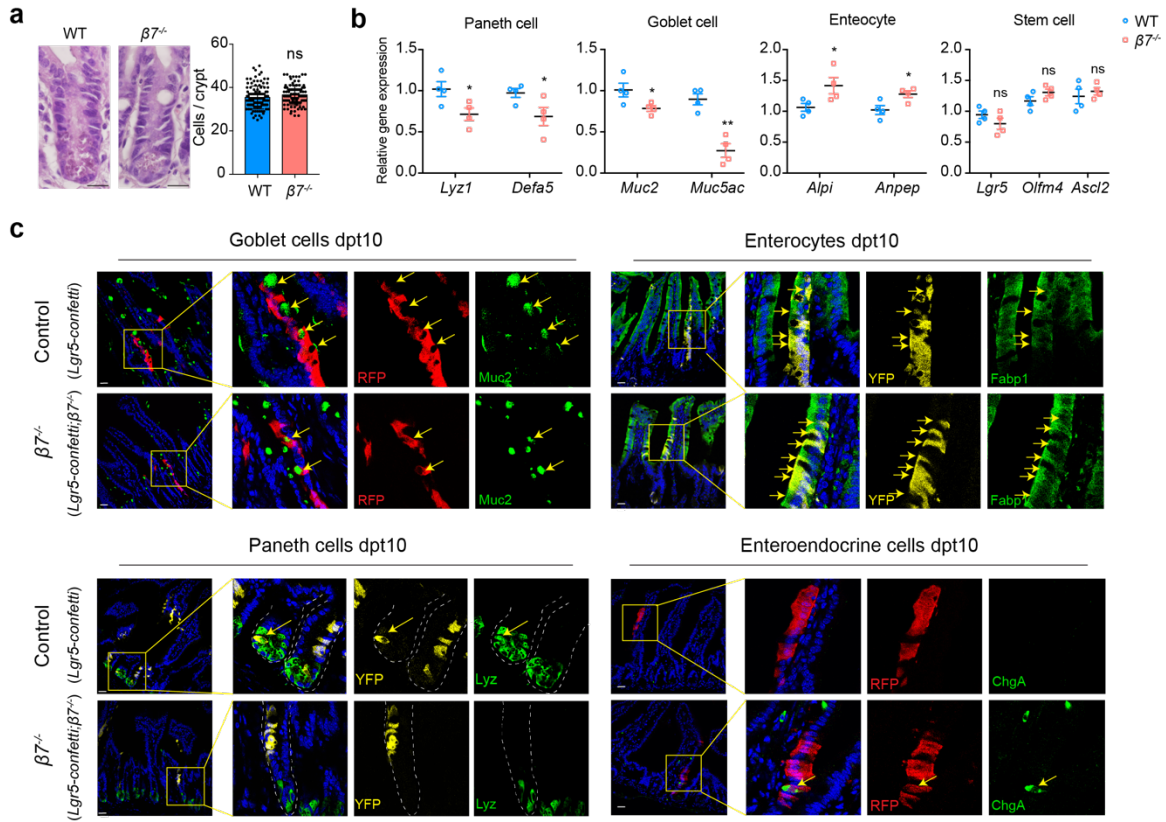 a
WT
β7-/-
Cells / crypt
60
40
20
0
ns
WT
β7-/-
b
Relative gene expression
Paneth cell
1.5
1.0
0.5
0.0
*
*
Lyz1
Defa5
Goblet cell
1.5
1.0
0.5
0.0
*
**
Muc2
Muc5ac
Enteocyte
2.0
1.5
1.0
0.5
0.0
*
*
Alpi
Anpep
Stem cell
2.0
1.5
1.0
0.5
0.0
ns
ns
ns
Lgr5
Olfm4
Ascl2
WT
β7-/-
c
Goblet cells dpt10
Enterocytes dpt10
Control
(Lgr5-confetti)
RFP
Muc2
YFP
Fabp1
β7-/-
(Lgr5-confetti;β7-/-)
RFP
Muc2
YFP
Fabp1
Paneth cells dpt10
Enteroendocrine cells dpt10
Control
(Lgr5-confetti)
YFP
Lyz
RFP
ChgA
β7-/-
(Lgr5-confetti;β7-/-)
YFP
Lyz
RFP
ChgA